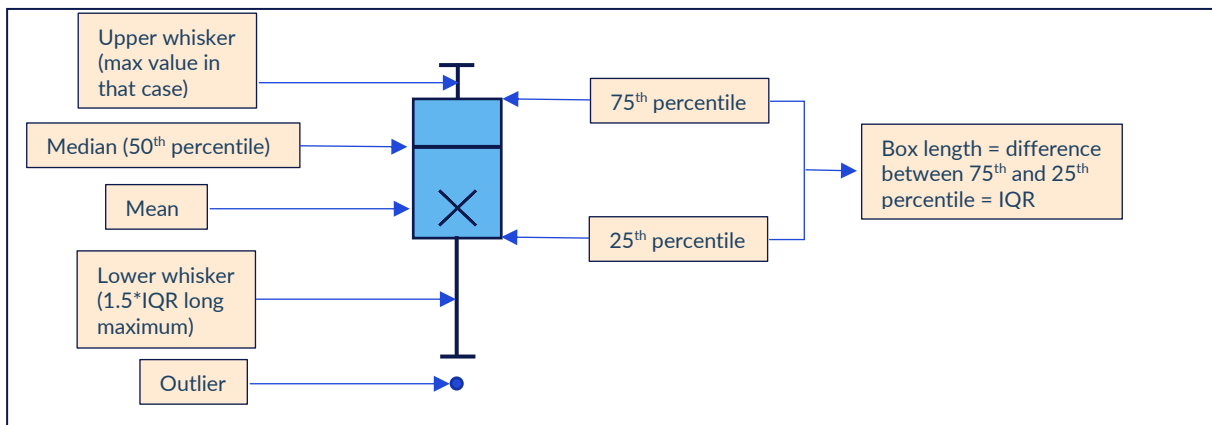 Upper whisker
(max value in
that case)
75th percentile
Median (50th percentile)
Box length = difference
between 75th and 25th
percentile = IQR
Mean
25th percentile
Lower whisker
(1.5*IQR long
maximum)
Outlier